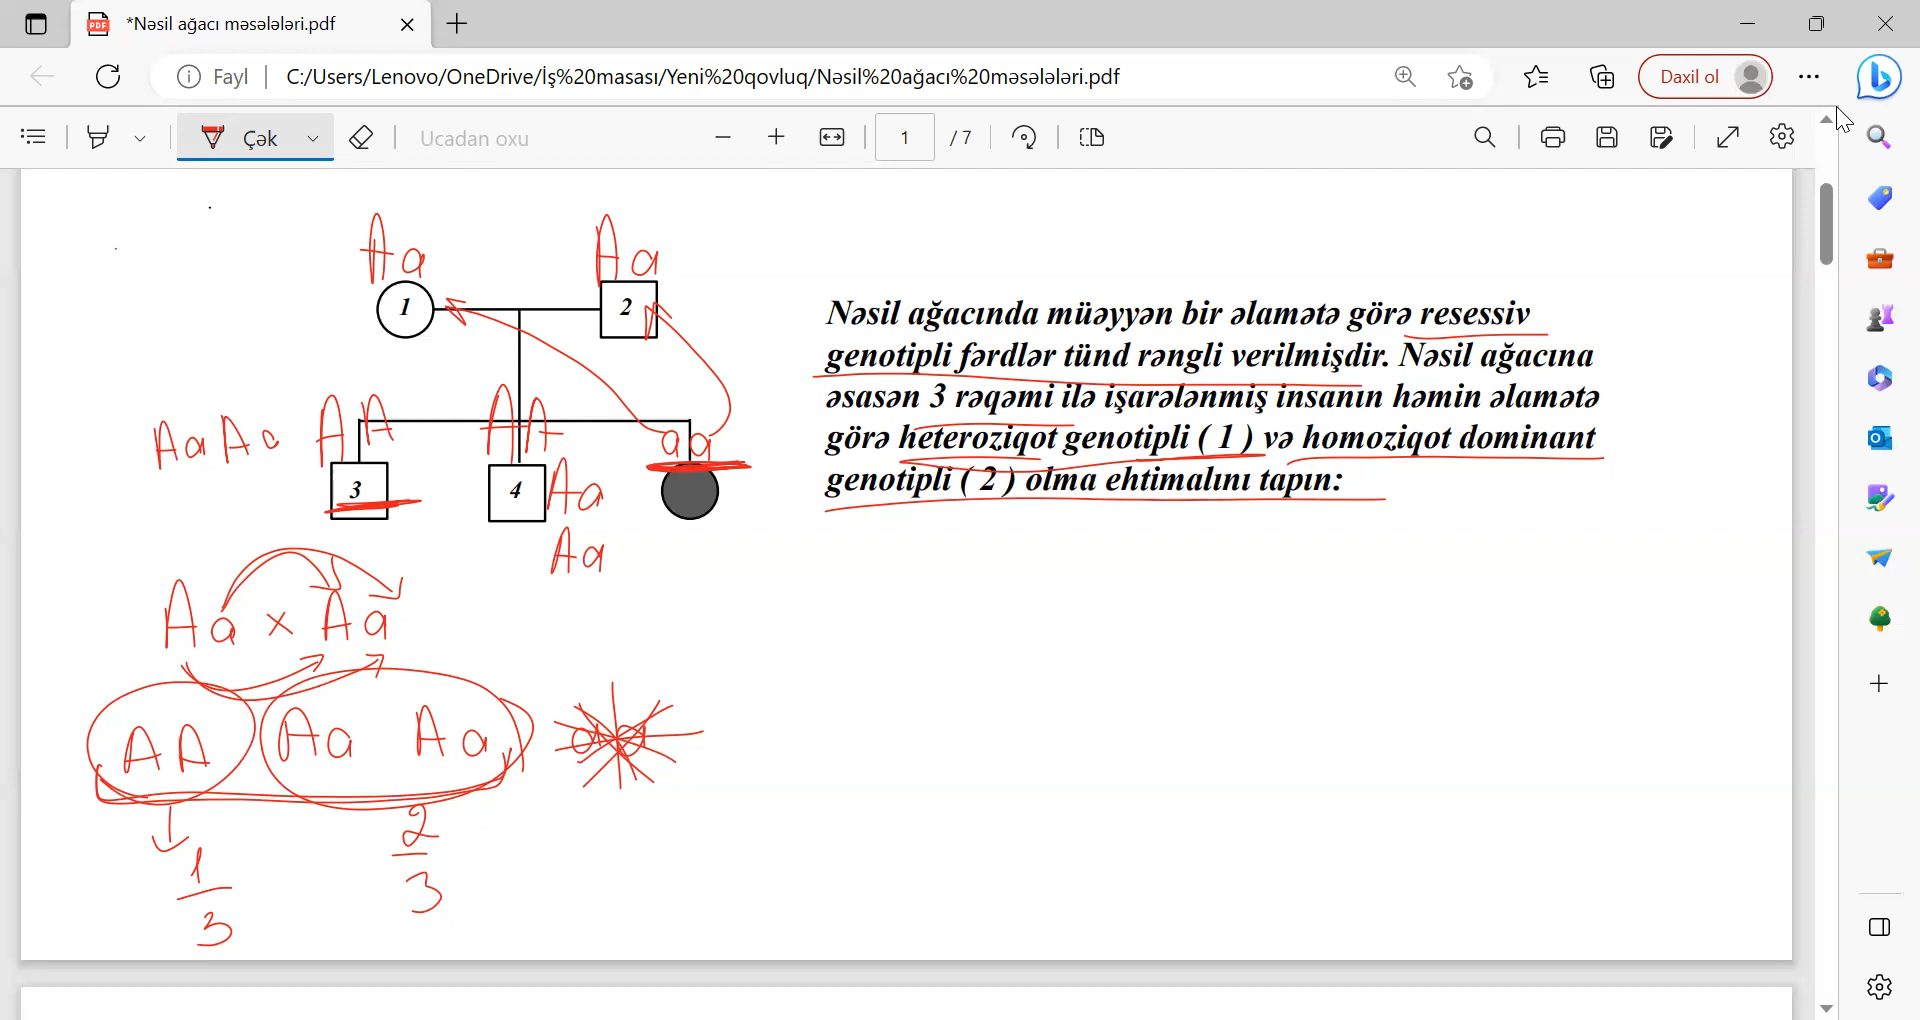 *Nəsil ağacı məsələləri.pdf
Fayl
C:/Users/Lenovo/OneDrive/İş%20masası/Yeni%20qovluq/Nəsil%20ağacı%20məsələləri.pdf
Daxil ol
Çək
Ucadan oxu
1 / 7
Aa Aa
1 2
Nəsil ağacında müəyyən bir əlamətə görə resessiv
genotipli fərdlər tünd rəngli verilmişdir. Nəsil ağacına
əsasən 3 rəqəmi ilə işarələnmiş insanın həmin əlamətə
görə heteroziqot genotipli ( 1 ) və homoziqot dominant
genotipli ( 2 ) olma ehtimalını tapın:
Aa Aa AA AA aa
3 4 Aa
Aa
Aa × Aa
AA Aa Aa aa
1 2
3 3